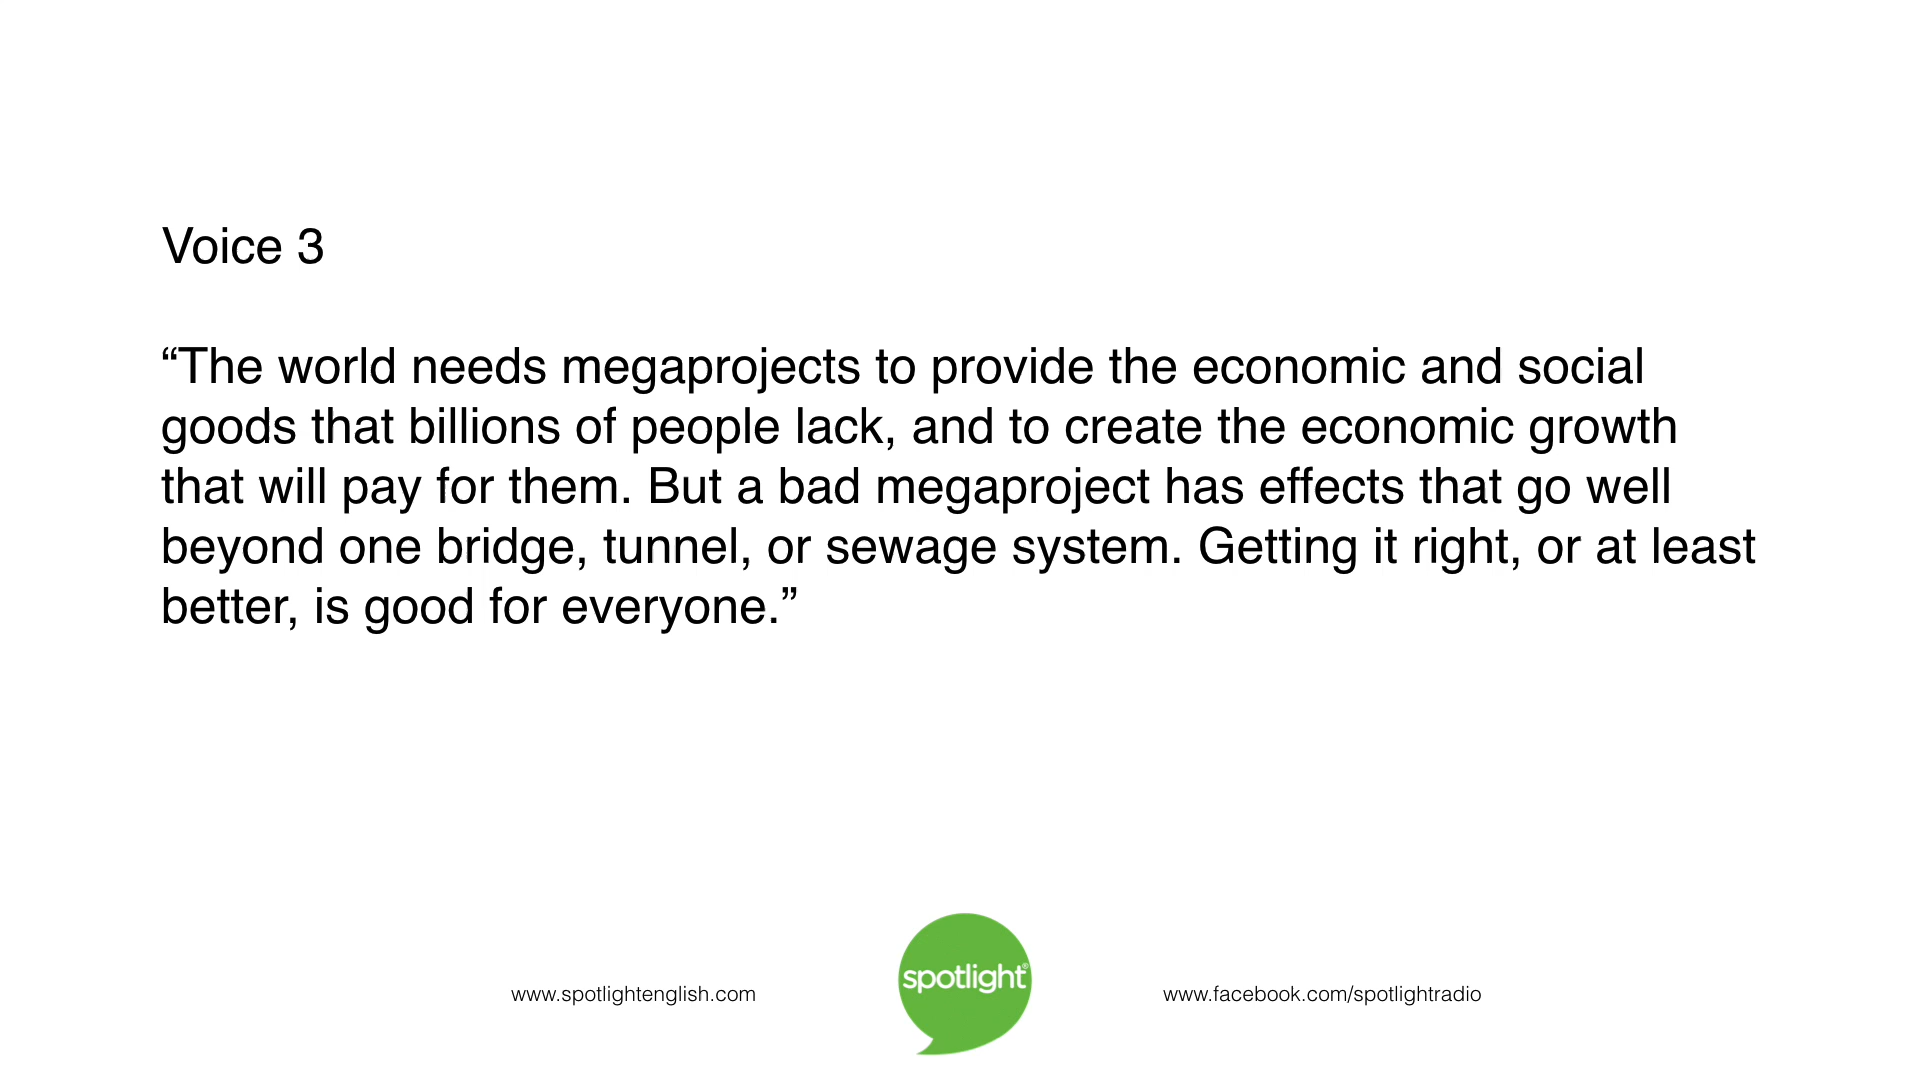 Voice 3
“The world needs megaprojects to provide the economic and social
goods that billions of people lack, and to create the economic growth
that will pay for them. But a bad megaproject has effects that go well
beyond one bridge, tunnel, or sewage system. Getting it right, or at least
better, is good for everyone.”
www.spotlightenglish.com
spotlight®
www.facebook.com/spotlightradio